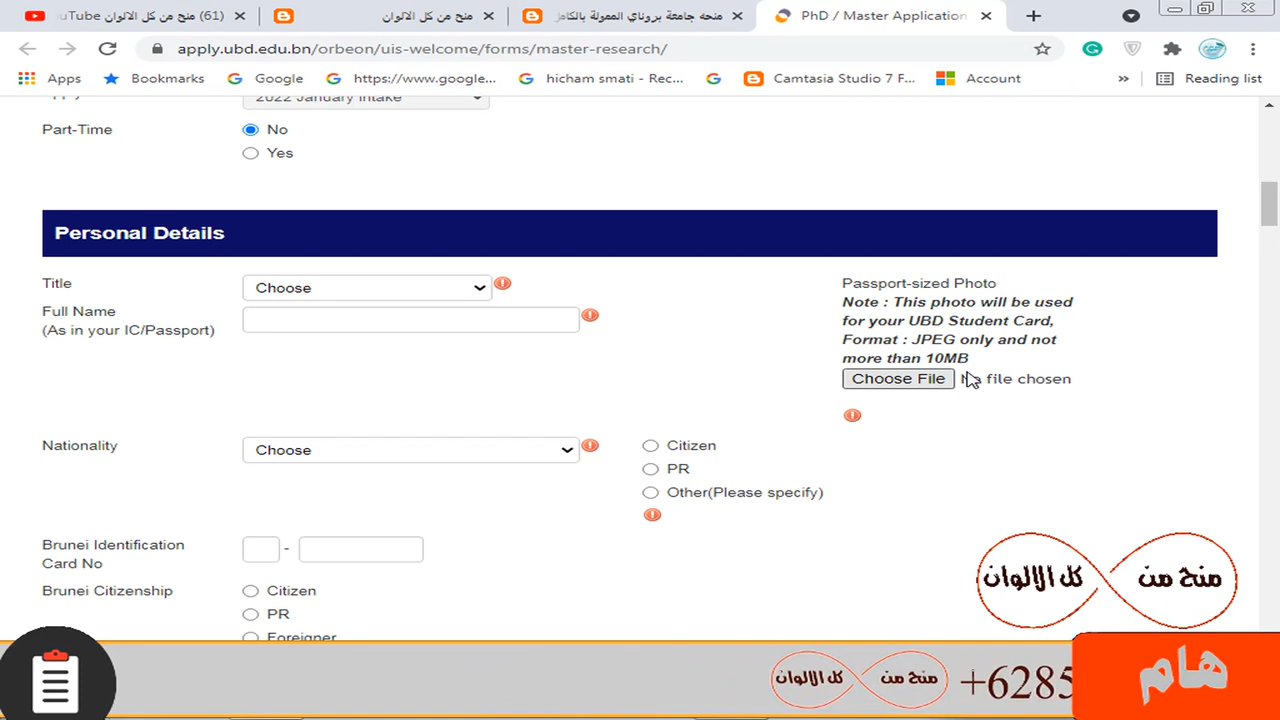 (61) منح من كل الالوان uTube
منح من كل الالوان
منحه جامعة بروناي الممولة بالكامل
PhD / Master Application
apply.ubd.edu.bn/orbeon/uis-welcome/forms/master-research/
Apps
Bookmarks
Google
https://www.google...
hicham smati - Rec...
Camtasia Studio 7 F...
Account
»
Reading list
2022 January Intake
Part-Time
No
Yes
Personal Details
Title
Choose
Passport-sized Photo
Note : This photo will be used
for your UBD Student Card,
Format : JPEG only and not
more than 10MB
Full Name
(As in your IC/Passport)
Choose File
file chosen
Nationality
Choose
Citizen
PR
Other(Please specify)
Brunei Identification
Card No
-
Brunei Citizenship
Citizen
PR
Foreigner
منح من كل الالوان
منح من كل الالوان
+6285
هام